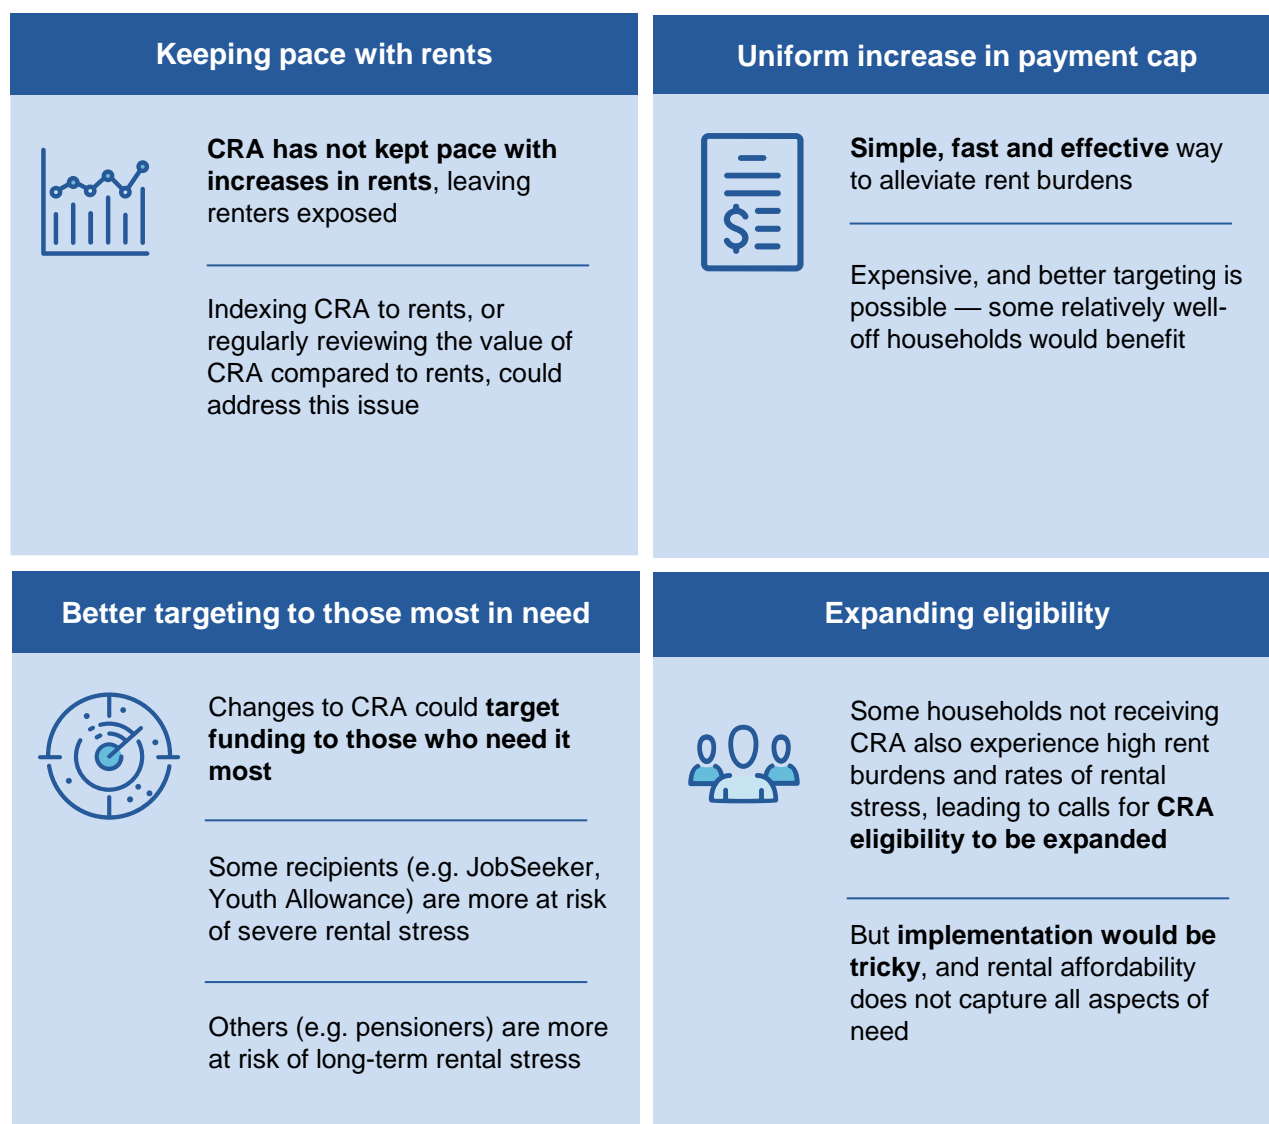 Keeping pace with rents
CRA has not kept pace with
increases in rents, leaving
renters exposed
Indexing CRA to rents, or
regularly reviewing the value of
CRA compared to rents, could
address this issue
Uniform increase in payment cap
$
Simple, fast and effective way
to alleviate rent burdens
Expensive, and better targeting is
possible — some relatively well-
off households would benefit
Better targeting to those most in need
Changes to CRA could target
funding to those who need it
most
Some recipients (e.g. JobSeeker,
Youth Allowance) are more at risk
of severe rental stress
Others (e.g. pensioners) are more
at risk of long-term rental stress
Expanding eligibility
Some households not receiving
CRA also experience high rent
burdens and rates of rental
stress, leading to calls for CRA
eligibility to be expanded
But implementation would be
tricky, and rental affordability
does not capture all aspects of
need